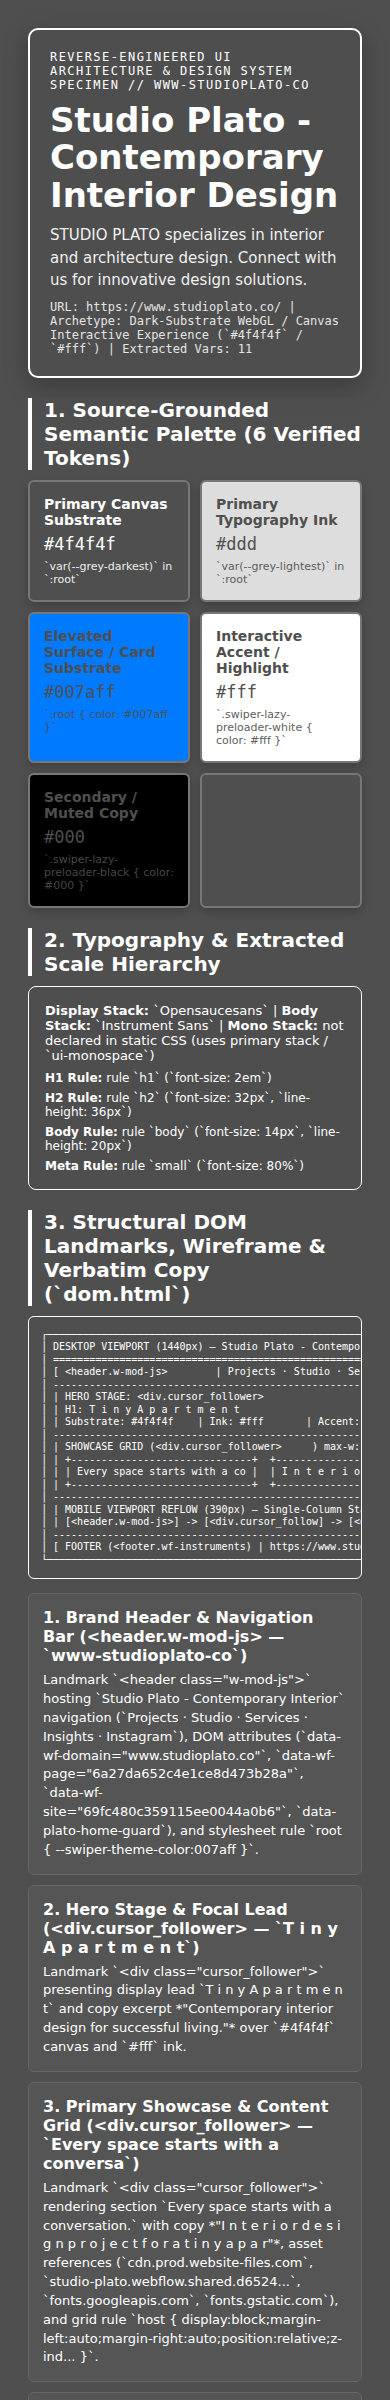 REVERSE-ENGINEERED UI
ARCHITECTURE & DESIGN SYSTEM
SPECIMEN // WWW-STUDIOPLATO-CO
Studio Plato -
Contemporary
Interior Design
STUDIO PLATO specializes in interior
and architecture design. Connect with
us for innovative design solutions.
URL: https://www.studioplato.co/ |
Archetype: Dark-Substrate WebGL / Canvas
Interactive Experience (`#4f4f4f` /
`#fff`) | Extracted Vars: 11
1. Source-Grounded
Semantic Palette (6 Verified
Tokens)
Primary Canvas
Substrate
#4f4f4f
`var(--grey-darkest)` in
`:root`
Primary
Typography Ink
#ddd
`var(--grey-lightest)` in
`:root`
Elevated
Surface / Card
Substrate
#007aff
`:root { color: #007aff
}`
Interactive
Accent /
Highlight
#fff
`.swiper-lazy-
preloader-white {
color: #fff }`
Secondary /
Muted Copy
#000
`.swiper-lazy-
preloader-black { color:
#000 }`
2. Typography & Extracted
Scale Hierarchy
Display Stack: `Opensaucesans` | Body
Stack: `Instrument Sans` | Mono Stack: not
declared in static CSS (uses primary stack /
`ui-monospace`)
H1 Rule: rule `h1` (`font-size: 2em`)
H2 Rule: rule `h2` (`font-size: 32px`, `line-
height: 36px`)
Body Rule: rule `body` (`font-size: 14px`, `line-
height: 20px`)
Meta Rule: rule `small` (`font-size: 80%`)
3. Structural DOM
Landmarks, Wireframe &
Verbatim Copy
(`dom.html`)
DESKTOP VIEWPORT (1440px) — Studio Plato - Contempo
[ <header.w-mod-js> | Projects · Studio · Se
| HERO STAGE: <div.cursor_follower>
| H1: T i n y A p a r t m e n t
| Substrate: #4f4f4f | Ink: #fff | Accent:
| SHOWCASE GRID (<div.cursor_follower> ) max-w:
| | Every space starts with a co | | I n t e r i o
| MOBILE VIEWPORT REFLOW (390px) — Single-Column St
| [<header.w-mod-js>] -> [<div.cursor_follow] -> [<
[ FOOTER (<footer.wf-instruments) | https://www.stu
1. Brand Header & Navigation
Bar (<header.w-mod-js> —
`www-studioplato-co`)
Landmark `<header class="w-mod-js">`
hosting `Studio Plato - Contemporary Interior`
navigation (`Projects · Studio · Services ·
Insights · Instagram`), DOM attributes (`data-
wf-domain="www.studioplato.co"`, `data-wf-
page="6a27da652c4e1ce8d473b28a"`,
`data-wf-
site="69fc480c359115ee0044a0b6"`, `data-
plato-home-guard`), and stylesheet rule `root
{ --swiper-theme-color:007aff }`.
2. Hero Stage & Focal Lead
(<div.cursor_follower> — `T i n y
A p a r t m e n t`)
Landmark `<div class="cursor_follower">`
presenting display lead `T i n y A p a r t m e n
t` and copy excerpt *"Contemporary interior
design for successful living."* over `#4f4f4f`
canvas and `#fff` ink.
3. Primary Showcase & Content
Grid (<div.cursor_follower> —
`Every space starts with a
conversa`)
Landmark `<div class="cursor_follower">`
rendering section `Every space starts with a
conversation.` with copy *"I n t e r i o r d e s i
g n p r o j e c t f o r a t i n y a p a r"*, asset
references (`cdn.prod.website-files.com`,
`studio-plato.webflow.shared.d6524...`,
`fonts.googleapis.com`, `fonts.gstatic.com`),
and grid rule `host { display:block;margin-
left:auto;margin-right:auto;position:relative;z-
ind... }`.